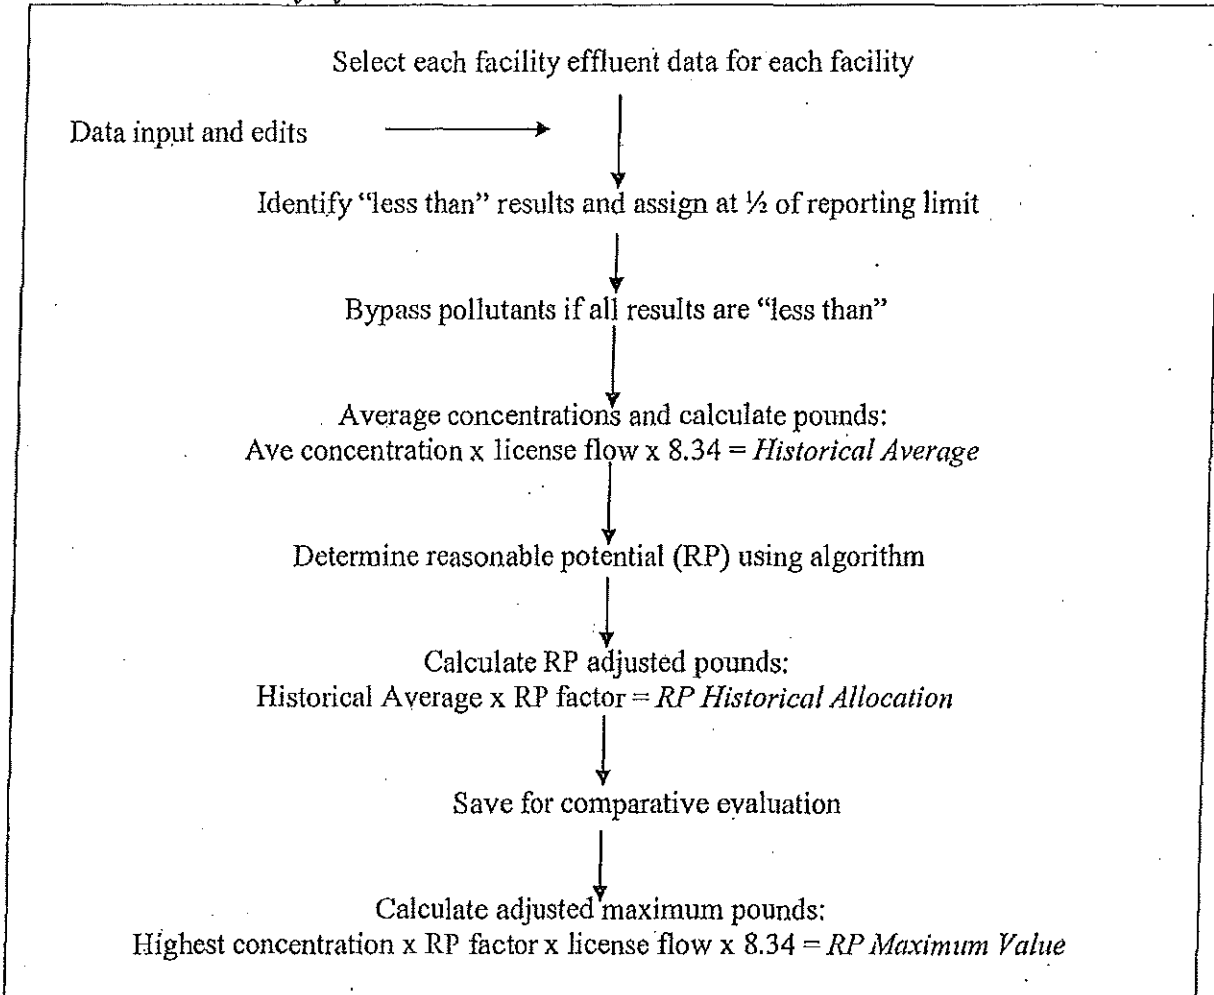 Select each facility effluent data for each facility
Data input and edits
Identify “less than” results and assign at ½ of reporting limit
Bypass pollutants if all results are “less than”
Average concentrations and calculate pounds:
Ave concentration x license flow x 8.34 = Historical Average
Determine reasonable potential (RP) using algorithm
Calculate RP adjusted pounds:
Historical Average x RP factor = RP Historical Allocation
Save for comparative evaluation
Calculate adjusted maximum pounds:
Highest concentration x RP factor x license flow x 8.34 = RP Maximum Value